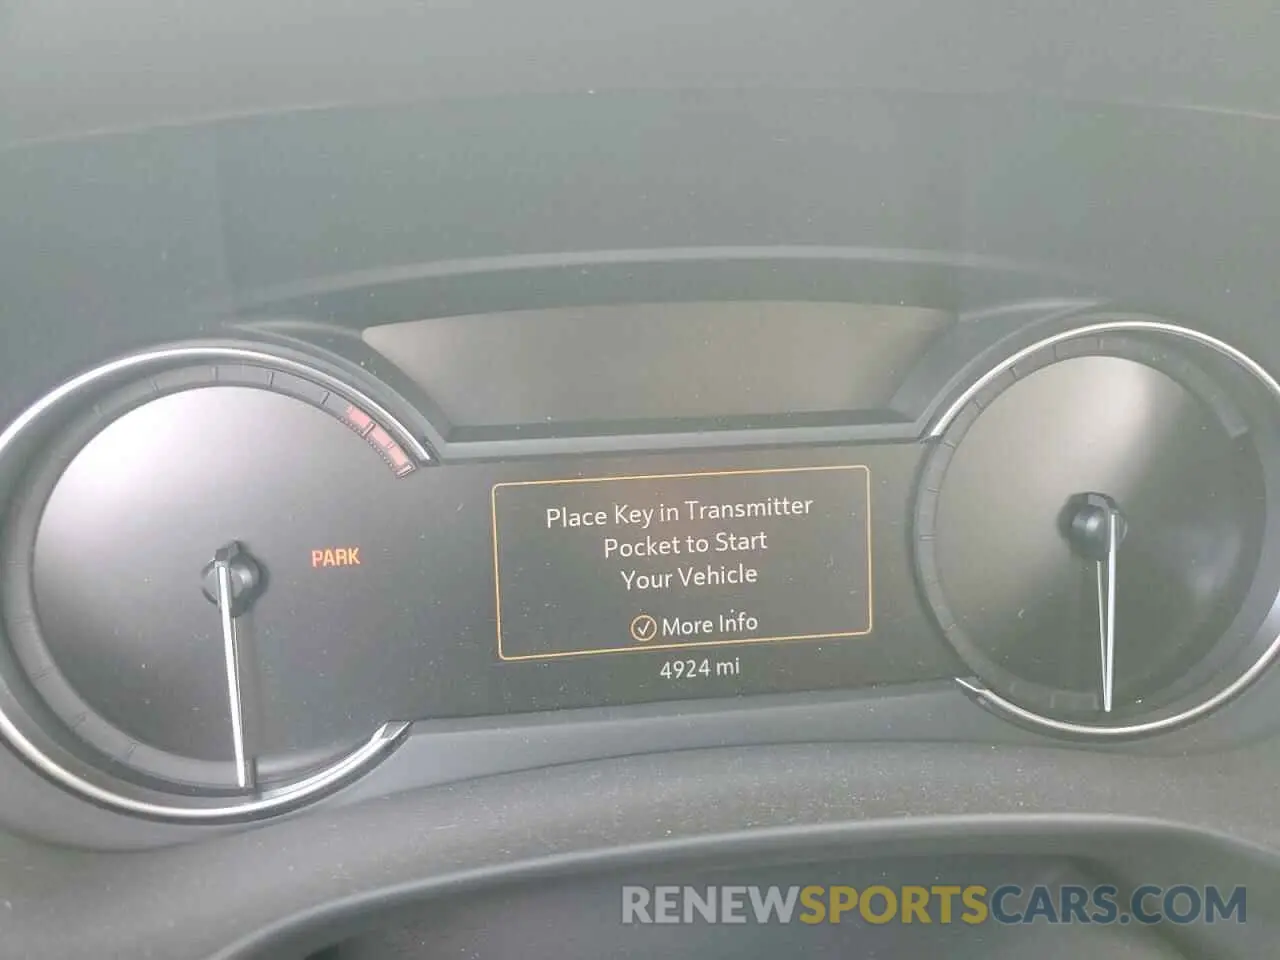 PARK
Place Key in Transmitter
Pocket to Start
Your Vehicle
More Info
4924 mi
RENEWSPORTSCARS.COM